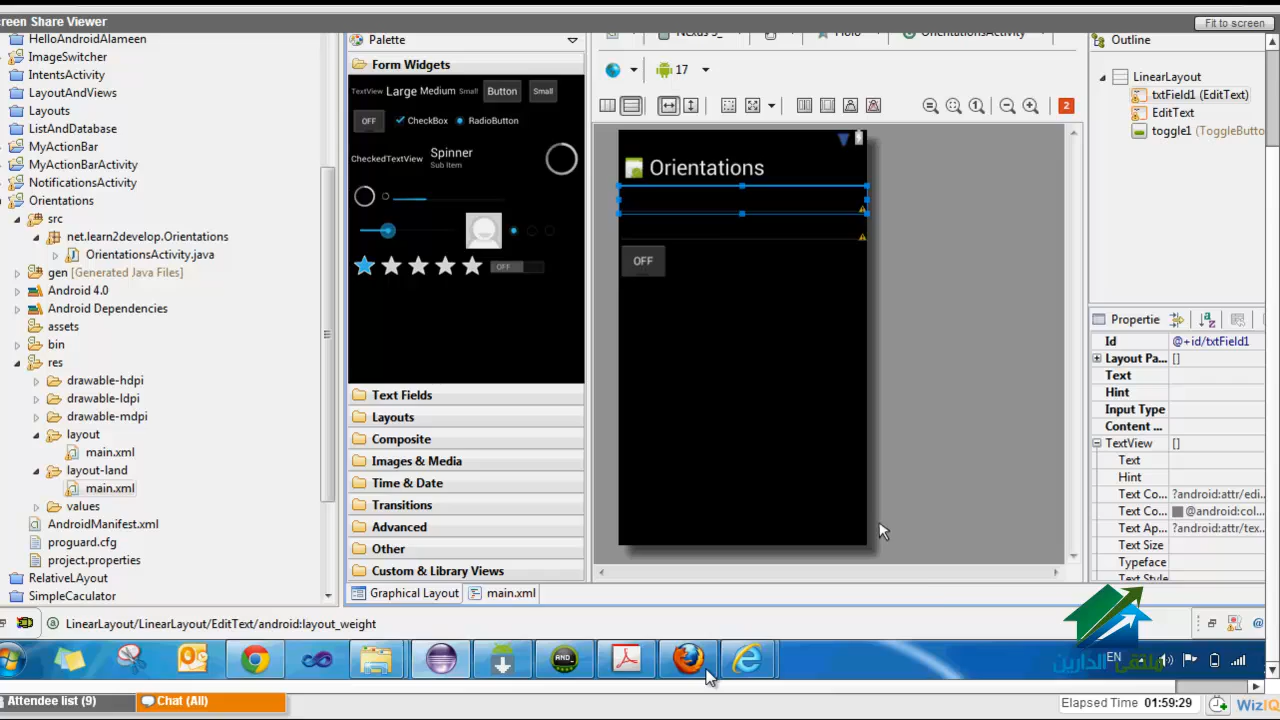 creen Share Viewer
Fit to screen
HelloAndroidAlameen
ImageSwitcher
IntentsActivity
LayoutAndViews
Layouts
ListAndDatabase
MyActionBar
MyActionBarActivity
NotificationsActivity
Orientations
src
net.learn2develop.Orientations
OrientationsActivity.java
gen [Generated Java Files]
Android 4.0
Android Dependencies
assets
bin
res
drawable-hdpi
drawable-ldpi
drawable-mdpi
layout
main.xml
layout-land
main.xml
values
AndroidManifest.xml
proguard.cfg
project.properties
RelativeLAyout
SimpleCaculator
Palette
Form Widgets
TextView Large Medium Small Button Small
OFF CheckBox RadioButton
CheckedTextView Spinner
Sub Item
OFF
Text Fields
Layouts
Composite
Images & Media
Time & Date
Transitions
Advanced
Other
Custom & Library Views
Graphical Layout main.xml
17
2
Orientations
OFF
Outline
LinearLayout
txtField1 (EditText)
EditText
toggle1 (ToggleButto
Propertie
Id @+id/txtField1
Layout Pa... []
Text
Hint
Input Type
Content ...
TextView []
Text
Hint
Text Co... ?android:attr/edi...
Text Co... @android:col...
Text Ap... ?android:attr/tex...
Text Size
Typeface
Text Style
LinearLayout/LinearLayout/EditText/android:layout_weight
AND
EN
ملتقى الدارين
Attendee list (9) Chat (All)
Elapsed Time 01:59:29 WizIQ